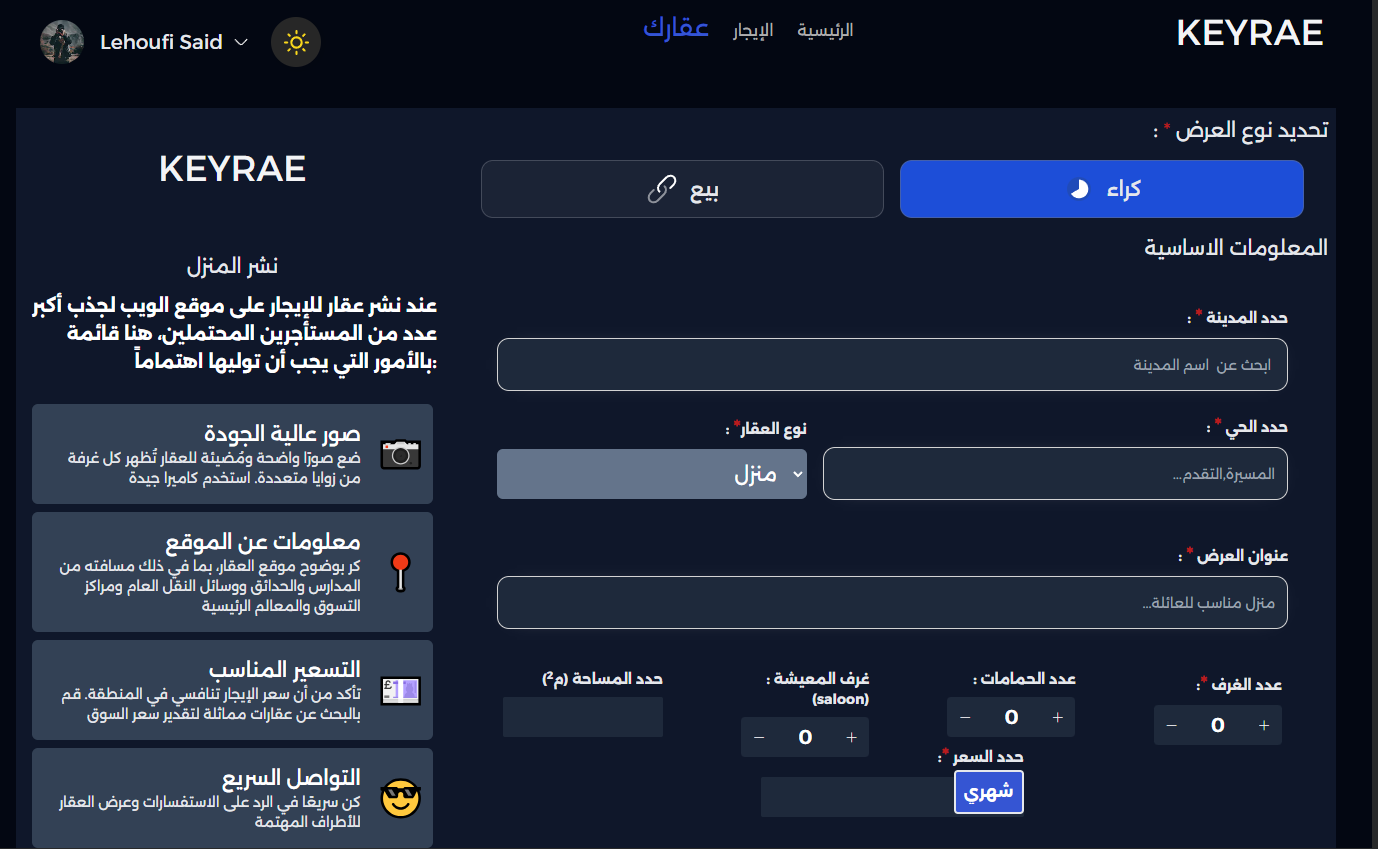 KEYRAE
الرئيسية
الإيجار
عقارك
Lehoufi Said
تحديد نوع العرض * :
كراء
بيع
المعلومات الاساسية
حدد المدينة * :
ابحث عن اسم المدينة
حدد الحي * :
المسيرة,التقدم...
نوع العقار* :
منزل
عنوان العرض * :
منزل مناسب للعائلة...
عدد الغرف *:
+ 0 −
عدد الحمامات :
+ 0 −
غرف المعيشة :
(saloon)
+ 0 −
حدد المساحة (م²)
حدد السعر *:
شهري
KEYRAE
نشر المنزل
عند نشر عقار للإيجار على موقع الويب لجذب أكبر
عدد من المستأجرين المحتملين، هنا قائمة
:بالأمور التي يجب أن توليها اهتماماً
صور عالية الجودة
ضع صورًا واضحة ومُضيئة للعقار تُظهر كل غرفة
من زوايا متعددة. استخدم كاميرا جيدة
معلومات عن الموقع
كر بوضوح موقع العقار، بما في ذلك مسافته من
المدارس والحدائق ووسائل النقل العام ومراكز
التسوق والمعالم الرئيسية
التسعير المناسب
تأكد من أن سعر الإيجار تنافسي في المنطقة. قم
بالبحث عن عقارات مماثلة لتقدير سعر السوق
التواصل السريع
كن سريعًا في الرد على الاستفسارات وعرض العقار
للأطراف المهتمة